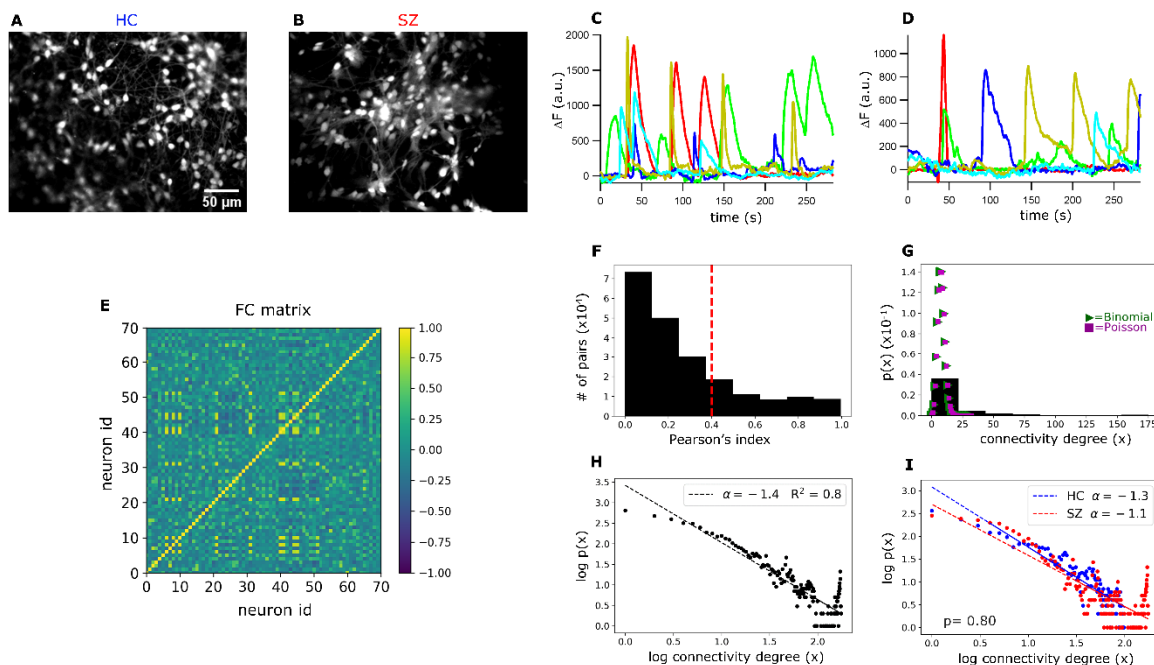 A
HC
50 µm
B
SZ
C
ΔF (a.u.)
2000
1500
1000
500
0
0 50 100 150 200 250
time (s)
D
ΔF (a.u.)
1000
800
600
400
200
0
0 50 100 150 200 250
time (s)
E
FC matrix
neuron id
70
60
50
40
30
20
10
0
0 10 20 30 40 50 60 70
neuron id
1.00
0.75
0.50
0.25
0.00
−0.25
−0.50
−0.75
−1.00
F
# of pairs (x10⁴)
7
6
5
4
3
2
1
0
0.0 0.2 0.4 0.6 0.8 1.0
Pearson's index
G
p(x) (x10⁻¹)
1.4
1.2
1.0
0.8
0.6
0.4
0.2
0.0
=Binomial
=Poisson
0 25 50 75 100 125 150 175
connectivity degree (x)
H
log p(x)
3.5
3.0
2.5
2.0
1.5
1.0
0.5
0.0
α = −1.4 R² = 0.8
0.0 0.5 1.0 1.5 2.0
log connectivity degree (x)
I
log p(x)
3.0
2.5
2.0
1.5
1.0
0.5
0.0
HC α = −1.3
SZ α = −1.1
p= 0.80
0.0 0.5 1.0 1.5 2.0
log connectivity degree (x)